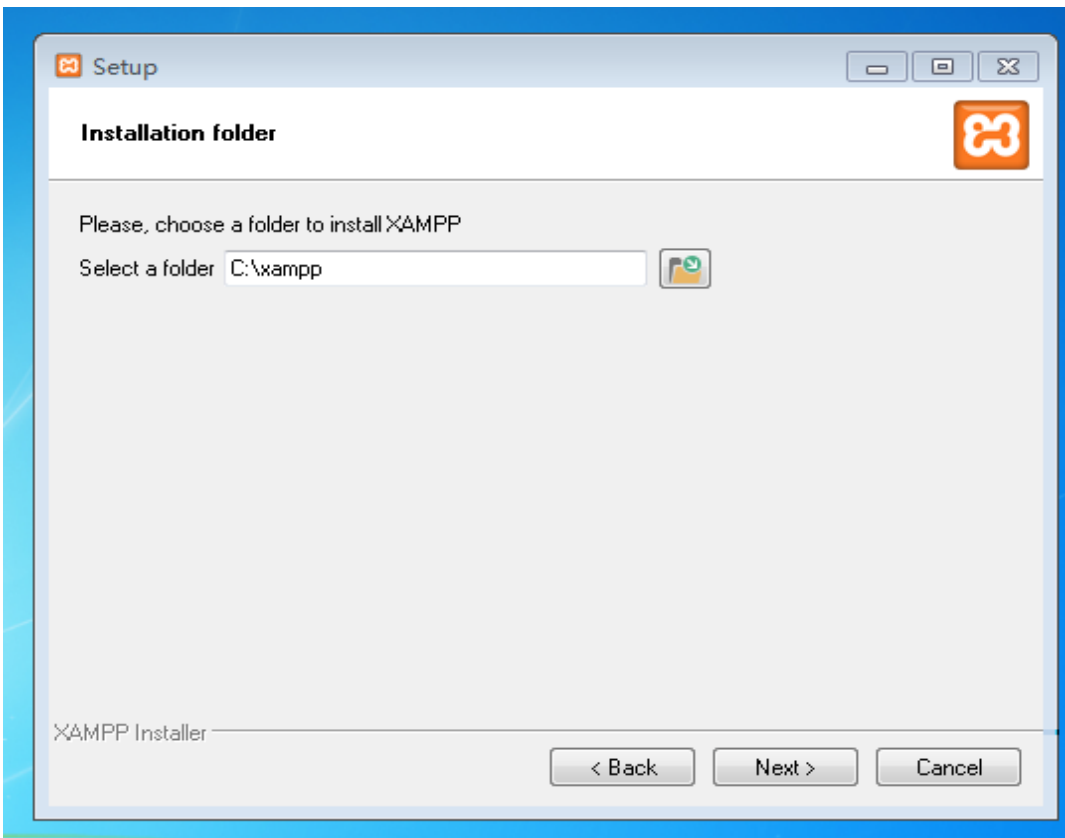 Setup
Installation folder
Please, choose a folder to install XAMPP
Select a folder C:\xampp
XAMPP Installer
< Back Next > Cancel